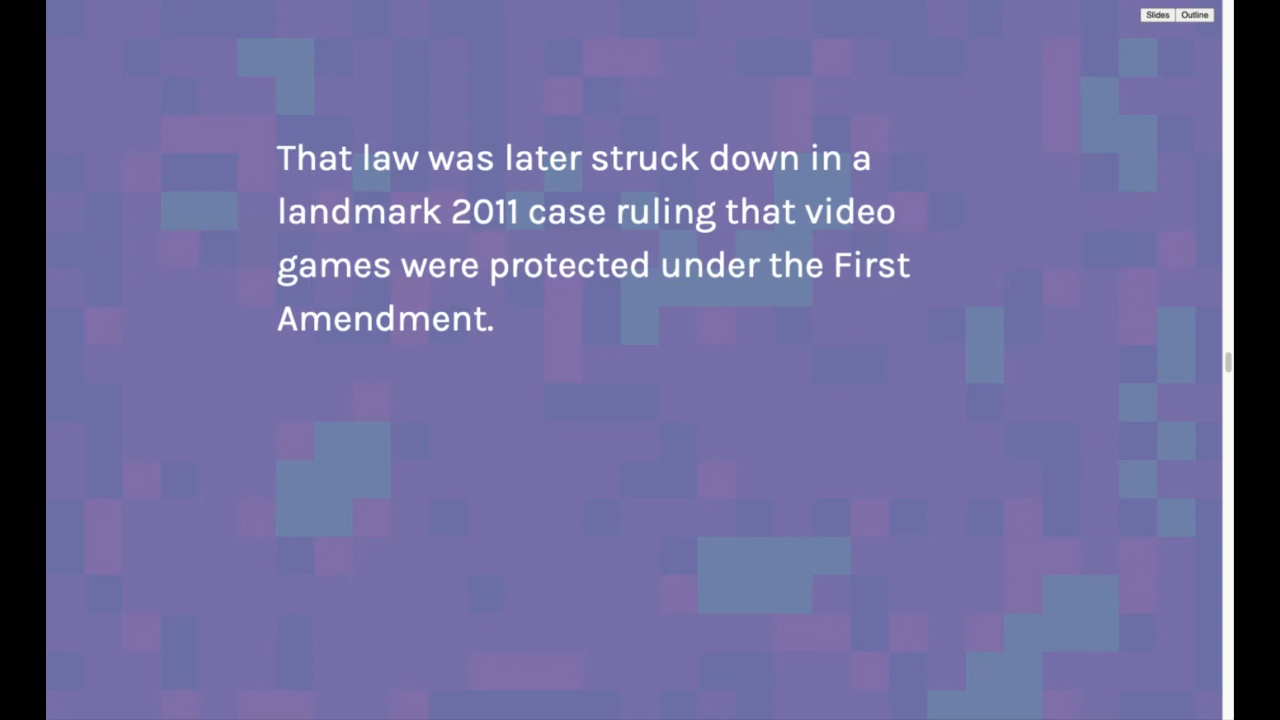 Slides Outline
That law was later struck down in a
landmark 2011 case ruling that video
games were protected under the First
Amendment.